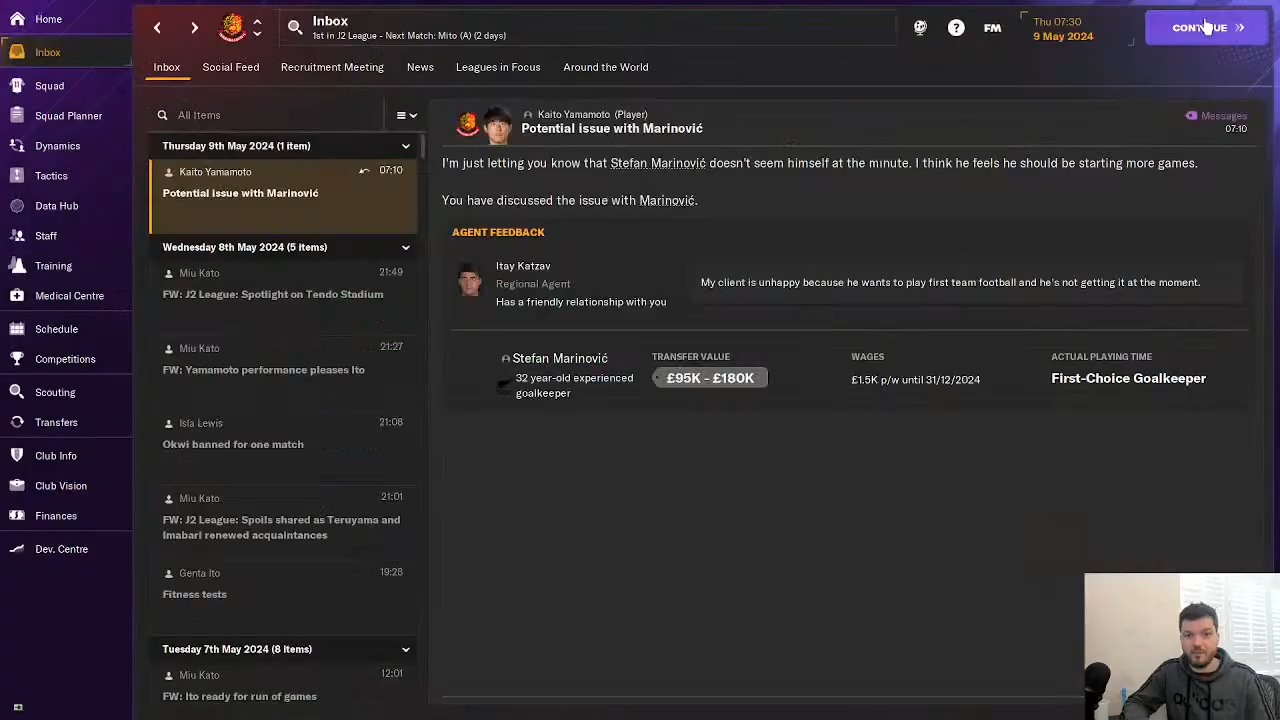 Home
Inbox
Squad
Squad Planner
Dynamics
Tactics
Data Hub
Staff
Training
Medical Centre
Schedule
Competitions
Scouting
Transfers
Club Info
Club Vision
Finances
Dev. Centre
Inbox
1st in J2 League - Next Match: Mito (A) (2 days)
FM
Thu 07:30
9 May 2024
CONTINUE
Inbox
Social Feed
Recruitment Meeting
News
Leagues in Focus
Around the World
All Items
Thursday 9th May 2024 (1 item)
Kaito Yamamoto 07:10
Potential issue with Marinović
Wednesday 8th May 2024 (5 items)
Miu Kato 21:49
FW: J2 League: Spotlight on Tendo Stadium
Miu Kato 21:27
FW: Yamamoto performance pleases Ito
Isla Lewis 21:08
Okwi banned for one match
Miu Kato 21:01
FW: J2 League: Spoils shared as Teruyama and
Imabari renewed acquaintances
Genta Ito 19:28
Fitness tests
Tuesday 7th May 2024 (8 items)
Miu Kato 12:01
FW: Ito ready for run of games
Kaito Yamamoto (Player)
Potential issue with Marinović
Messages
07:10
I'm just letting you know that Stefan Marinović doesn't seem himself at the minute. I think he feels he should be starting more games.
You have discussed the issue with Marinović.
AGENT FEEDBACK
Itay Katzav
Regional Agent
Has a friendly relationship with you
My client is unhappy because he wants to play first team football and he's not getting it at the moment.
Stefan Marinović
32 year-old experienced
goalkeeper
TRANSFER VALUE
£95K - £180K
WAGES
£1.5K p/w until 31/12/2024
ACTUAL PLAYING TIME
First-Choice Goalkeeper
adidas